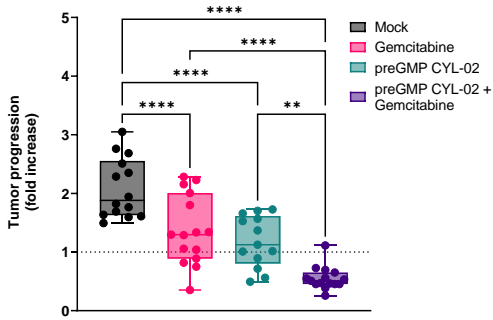 Tumor progression
(fold increase)
5
4
3
2
1
0
****
****
****
****
**
Mock
Gemcitabine
preGMP CYL-02
preGMP CYL-02 +
Gemcitabine